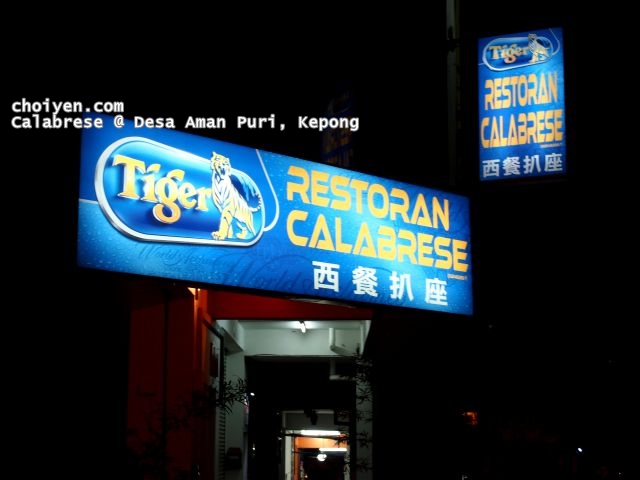 choiyen.com
Calabrese @ Desa Aman Puri, Kepong
Tiger
RESTORAN
CALABRESE
西餐扒座
Tiger
RESTORAN
CALABRESE
西餐扒座